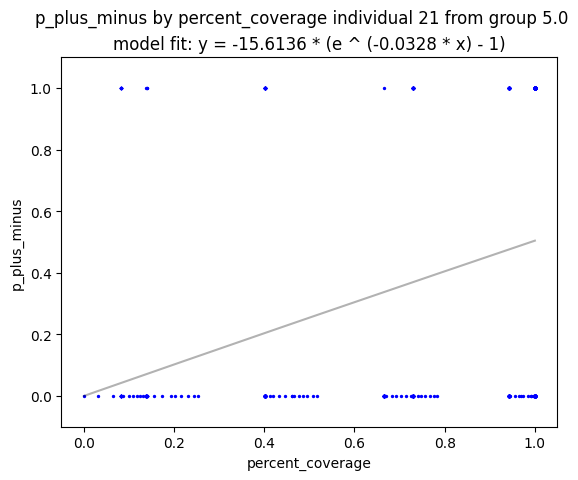 p_plus_minus by percent_coverage individual 21 from group 5.0
model fit: y = -15.6136 * (e ^ (-0.0328 * x) - 1)
1.0
0.8
0.6
0.4
0.2
0.0
p_plus_minus
0.0 0.2 0.4 0.6 0.8 1.0
percent_coverage